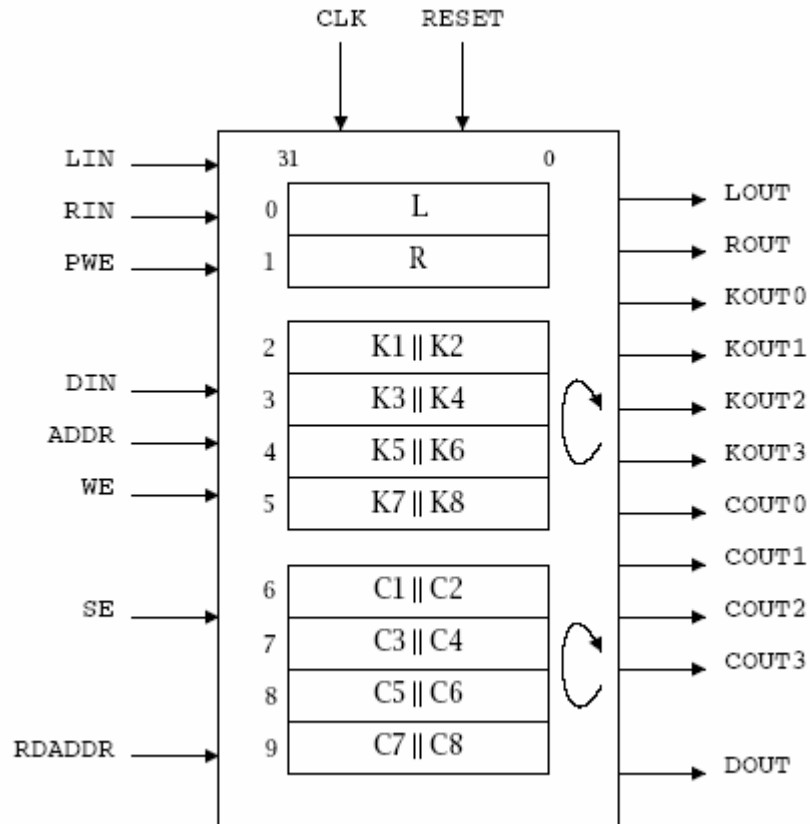 CLK RESET
31 0
LIN
RIN
PWE
DIN
ADDR
WE
SE
RDADDR
0 L
1 R
2 K1 || K2
3 K3 || K4
4 K5 || K6
5 K7 || K8
6 C1 || C2
7 C3 || C4
8 C5 || C6
9 C7 || C8
LOUT
ROUT
KOUT0
KOUT1
KOUT2
KOUT3
COUT0
COUT1
COUT2
COUT3
DOUT